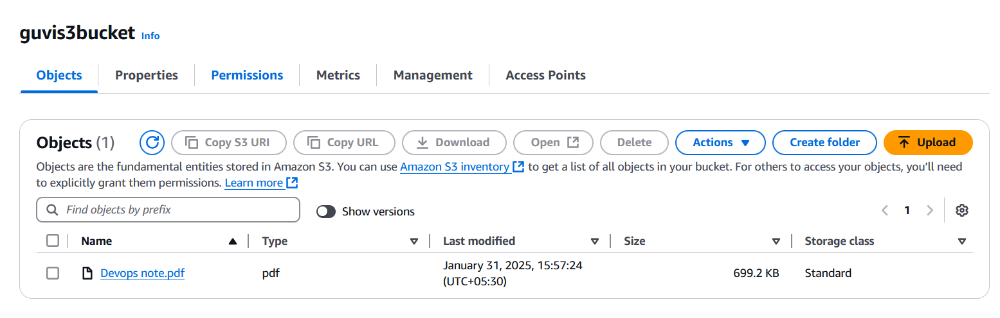 guvis3bucket Info
Objects Properties Permissions Metrics Management Access Points
Objects (1) Copy S3 URI Copy URL Download Open Delete Actions Create folder Upload
Objects are the fundamental entities stored in Amazon S3. You can use Amazon S3 inventory to get a list of all objects in your bucket. For others to access your objects, you'll need
to explicitly grant them permissions. Learn more
Find objects by prefix Show versions 1
Name Type Last modified Size Storage class
Devops note.pdf pdf January 31, 2025, 15:57:24 699.2 KB Standard
(UTC+05:30)